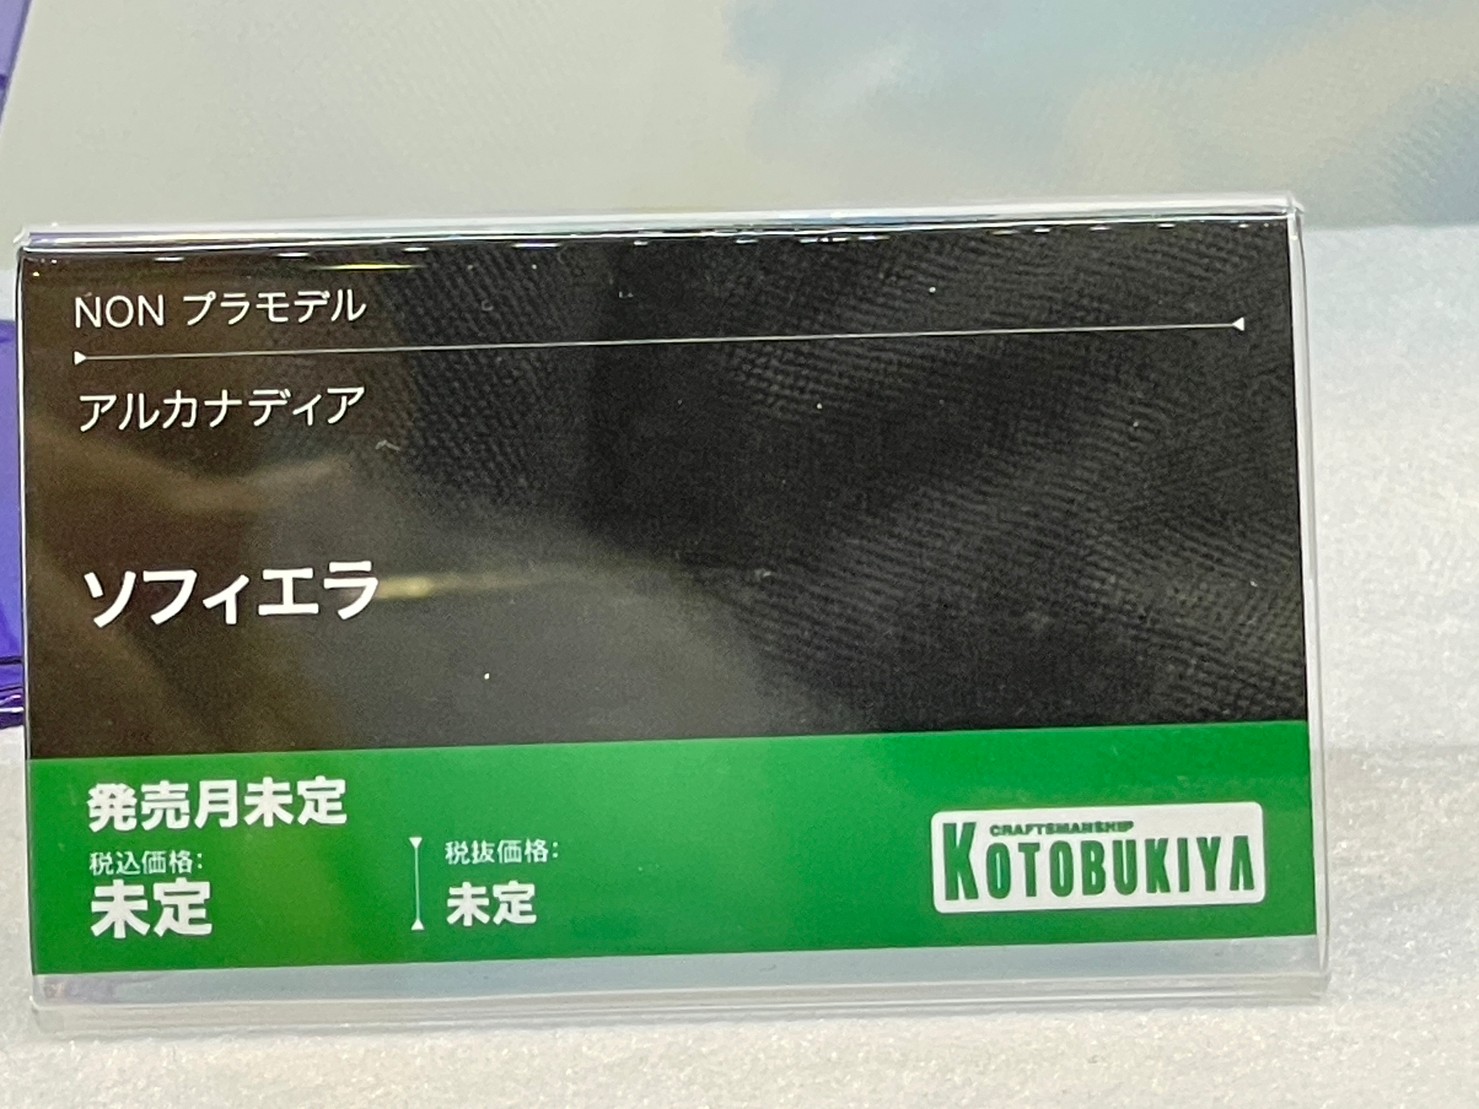 NON プラモデル
アルカナディア
ソフィエラ
発売月未定
税込価格:
未定
税抜価格:
未定
CRAFTSMANSHIP
KOTOBUKIYA